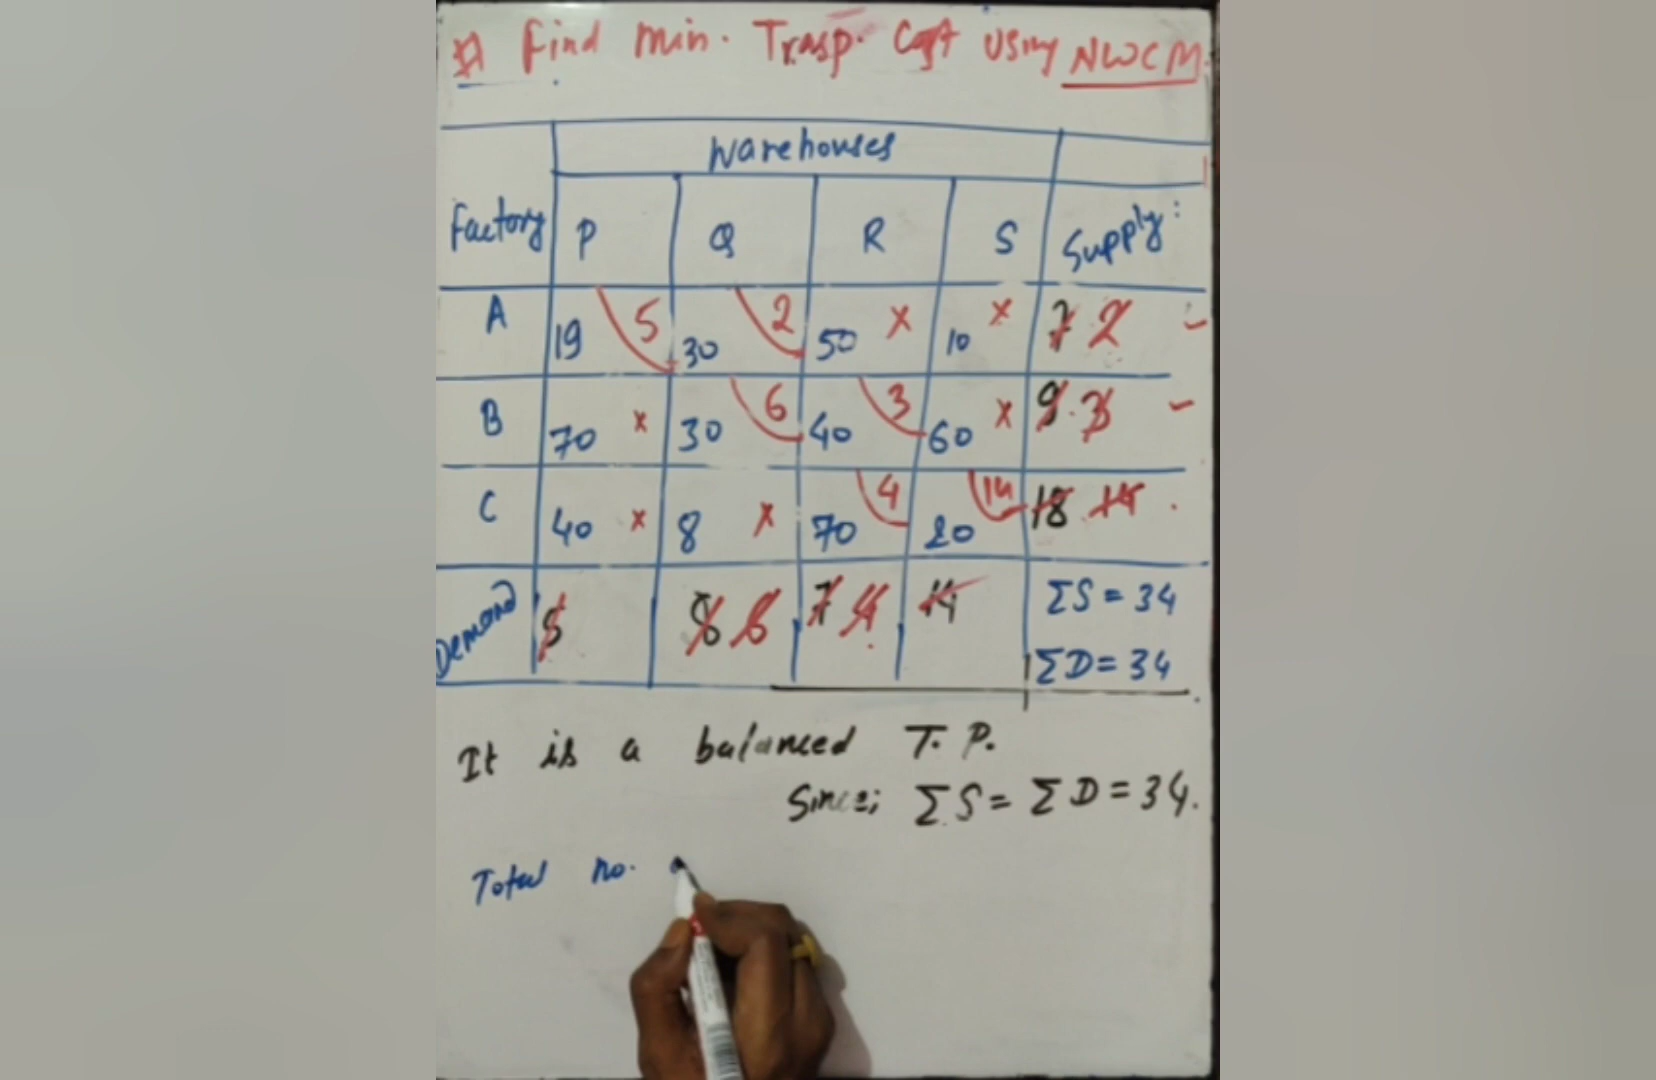 Find min. Trasp. Cost Using NWCM.
Warehouses
Factory P Q R S Supply:
A 19 5 30 2 50 x 10 x 7 2
B 70 x 30 6 40 3 60 x 9 3
C 40 x 8 x 70 4 20 14 18 14
Demand 5 8 6 7 4 14 ΣS = 34
ΣD = 34
It is a balanced T. P.
Since; ΣS = ΣD = 34.
Total no.